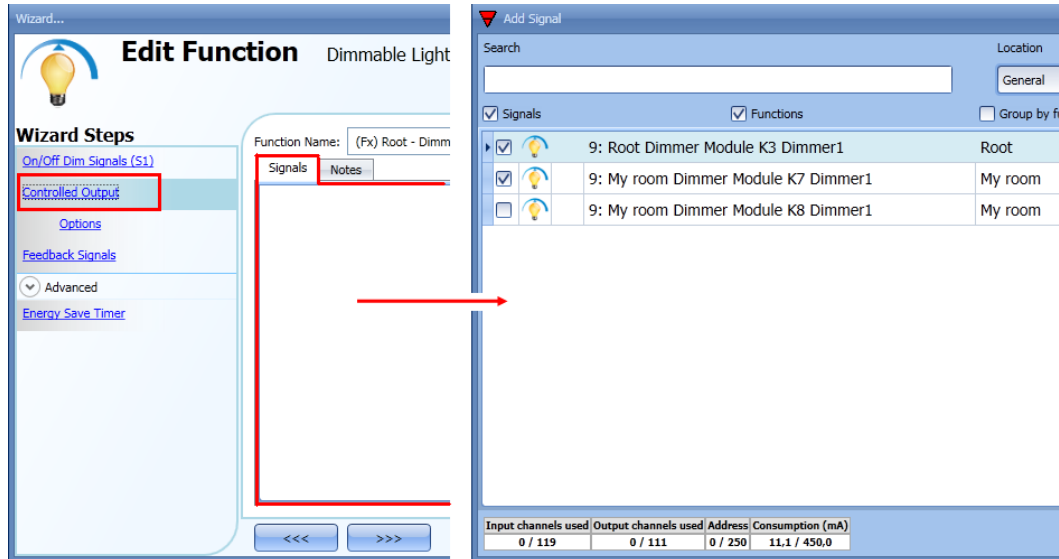 Wizard...
Edit Function Dimmable Light
Wizard Steps
On/Off Dim Signals (S1)
Controlled Output
Options
Feedback Signals
Advanced
Energy Save Timer
Function Name: (Fx) Root - Dimm
Signals Notes
<<< >>>
Add Signal
Search Location
General
Signals Functions Group by f
9: Root Dimmer Module K3 Dimmer1 Root
9: My room Dimmer Module K7 Dimmer1 My room
9: My room Dimmer Module K8 Dimmer1 My room
Input channels used Output channels used Address Consumption (mA)
0 / 119 0 / 111 0 / 250 11,1 / 450,0